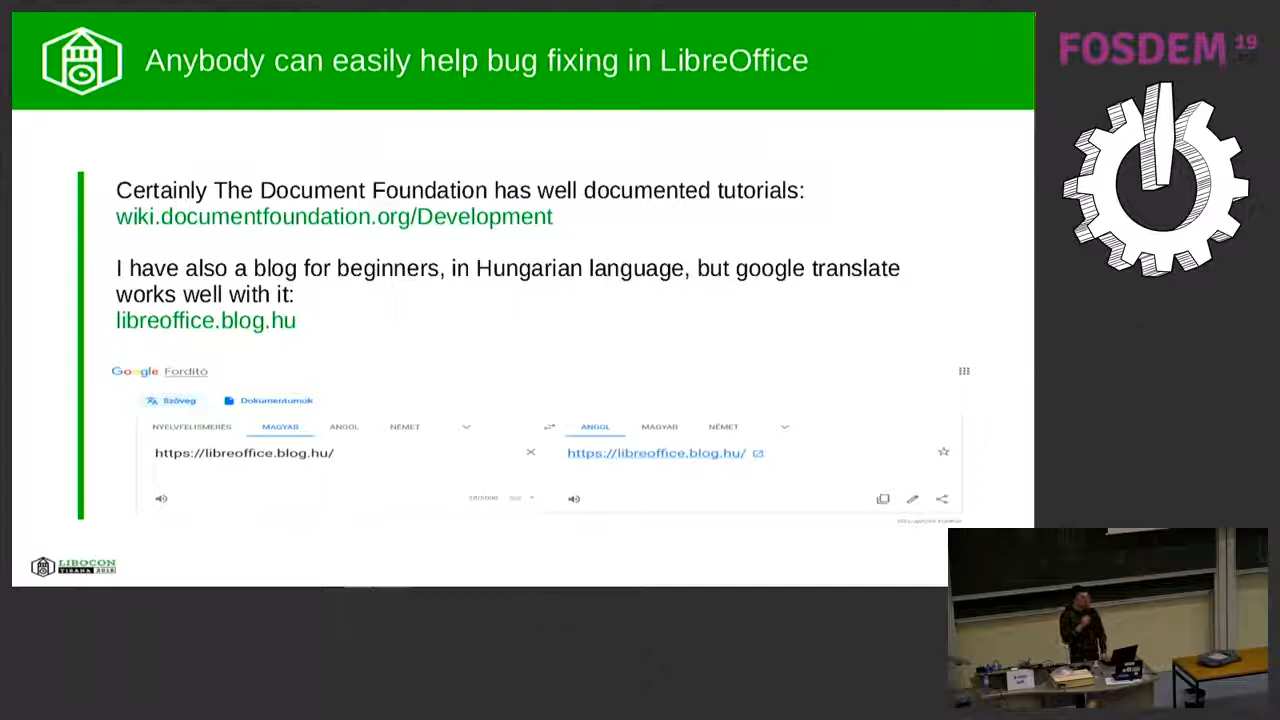 Anybody can easily help bug fixing in LibreOffice
FOSDEM 19
Certainly The Document Foundation has well documented tutorials:
wiki.documentfoundation.org/Development
I have also a blog for beginners, in Hungarian language, but google translate
works well with it:
libreoffice.blog.hu
Google Fordító
Szöveg Dokumentumok
NYELVFELISMERÉS MAGYAR ANGOL NÉMET ANGOL MAGYAR NÉMET
https://libreoffice.blog.hu/ https://libreoffice.blog.hu/
LIBOCON
TIRANA 2018